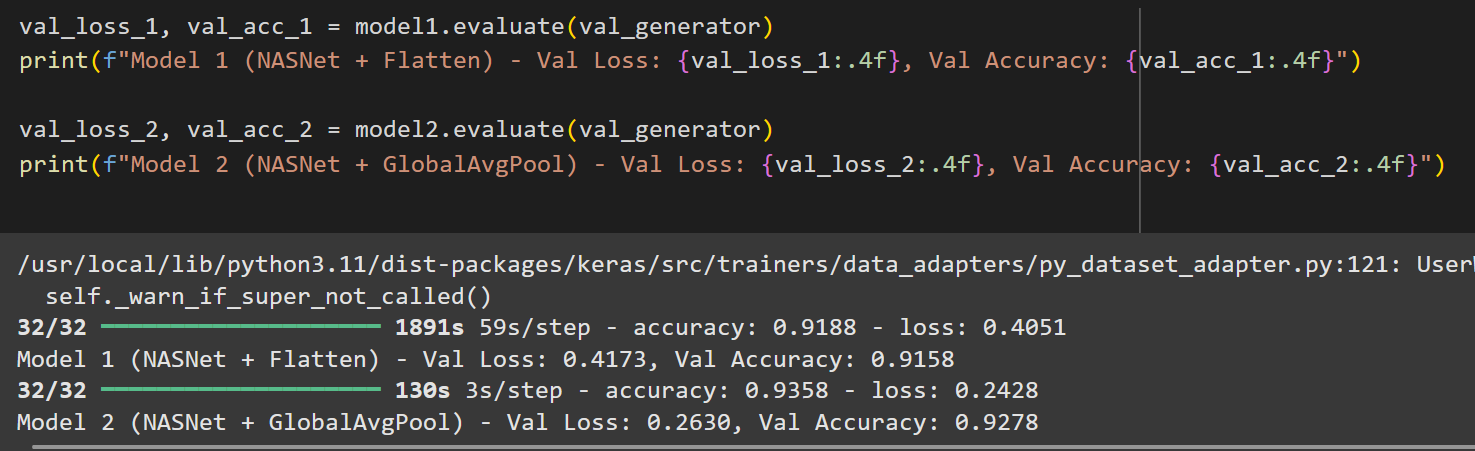 val_loss_1, val_acc_1 = model1.evaluate(val_generator)
print(f"Model 1 (NASNet + Flatten) - Val Loss: {val_loss_1:.4f}, Val Accuracy: {val_acc_1:.4f}")
val_loss_2, val_acc_2 = model2.evaluate(val_generator)
print(f"Model 2 (NASNet + GlobalAvgPool) - Val Loss: {val_loss_2:.4f}, Val Accuracy: {val_acc_2:.4f}")
/usr/local/lib/python3.11/dist-packages/keras/src/trainers/data_adapters/py_dataset_adapter.py:121:
self._warn_if_super_not_called()
32/32 1891s 59s/step - accuracy: 0.9188 - loss: 0.4051
Model 1 (NASNet + Flatten) - Val Loss: 0.4173, Val Accuracy: 0.9158
32/32 130s 3s/step - accuracy: 0.9358 - loss: 0.2428
Model 2 (NASNet + GlobalAvgPool) - Val Loss: 0.2630, Val Accuracy: 0.9278